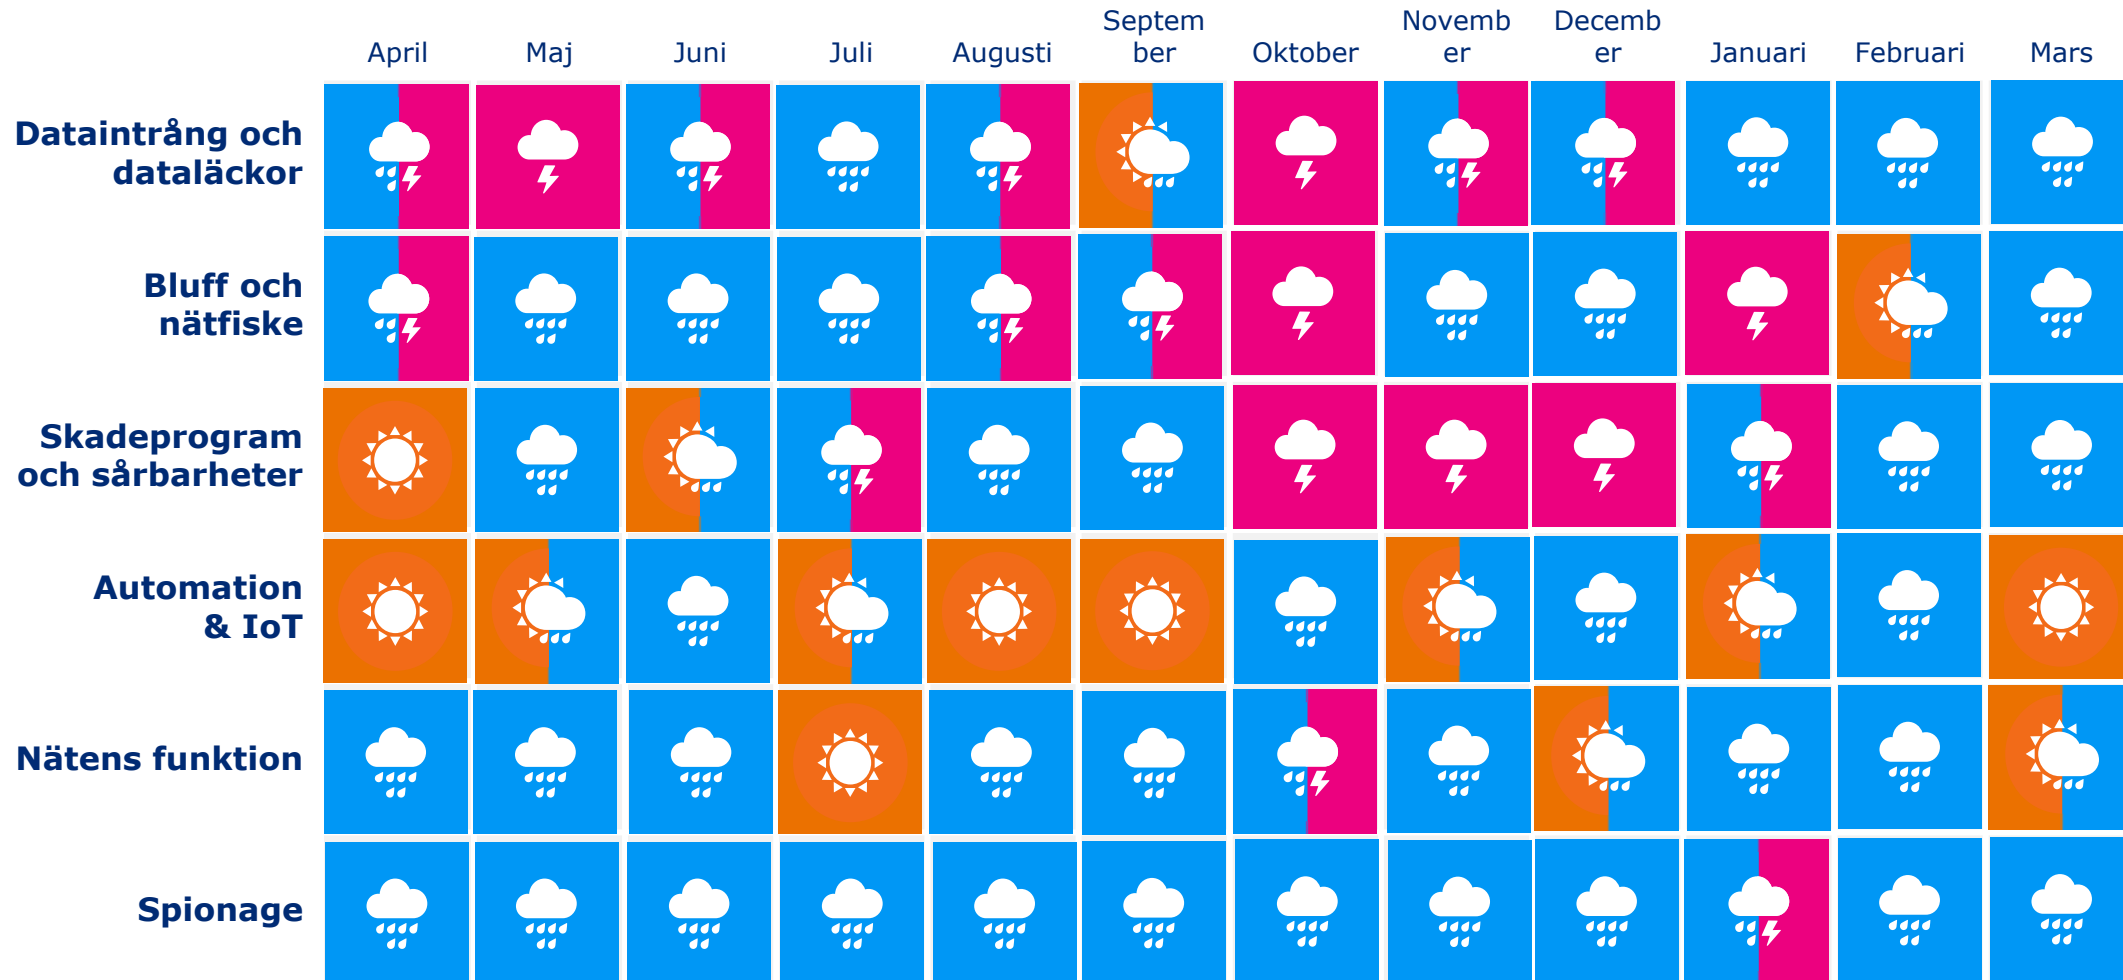 Septem
Novemb
Decemb
April
Maj
Juni
Juli
Augusti
ber
Oktober
er
er
Januari
Februari
Mars
Dataintrång och
dataläckor
Bluff och
nätfiske
Skadeprogram
och sårbarheter
Automation
& IoT
Nätens funktion
Spionage